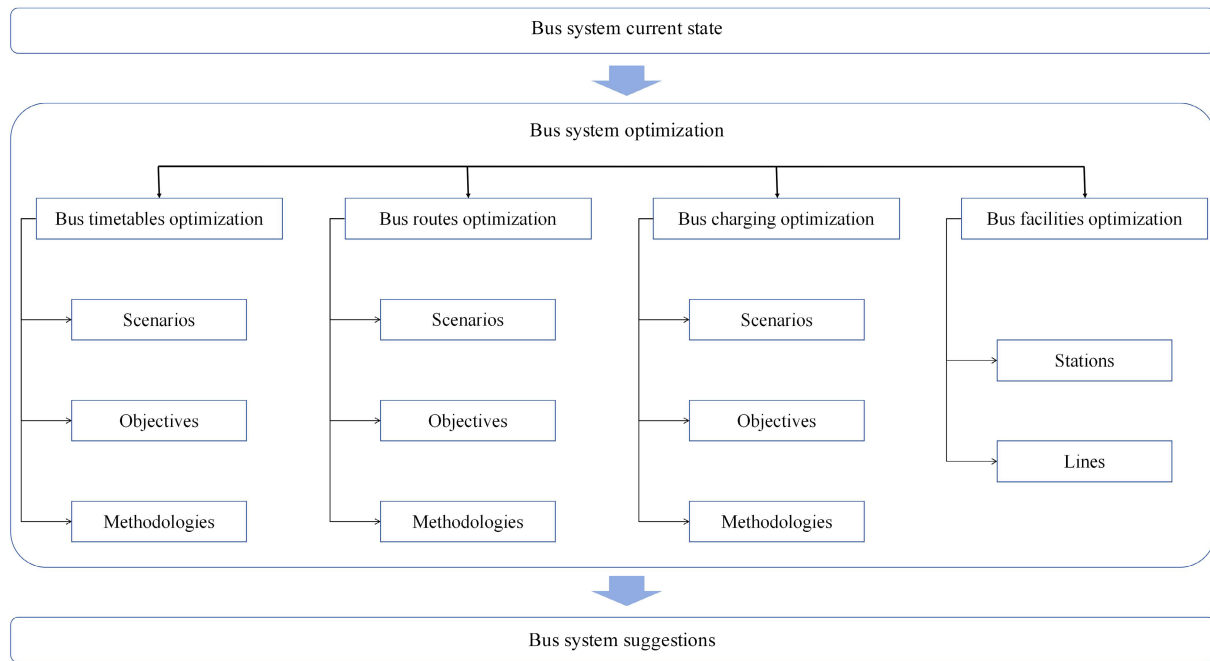 Bus system current state
Bus system optimization
Bus timetables optimization
Bus routes optimization
Bus charging optimization
Bus facilities optimization
Scenarios
Scenarios
Scenarios
Stations
Objectives
Objectives
Objectives
Lines
Methodologies
Methodologies
Methodologies
Bus system suggestions